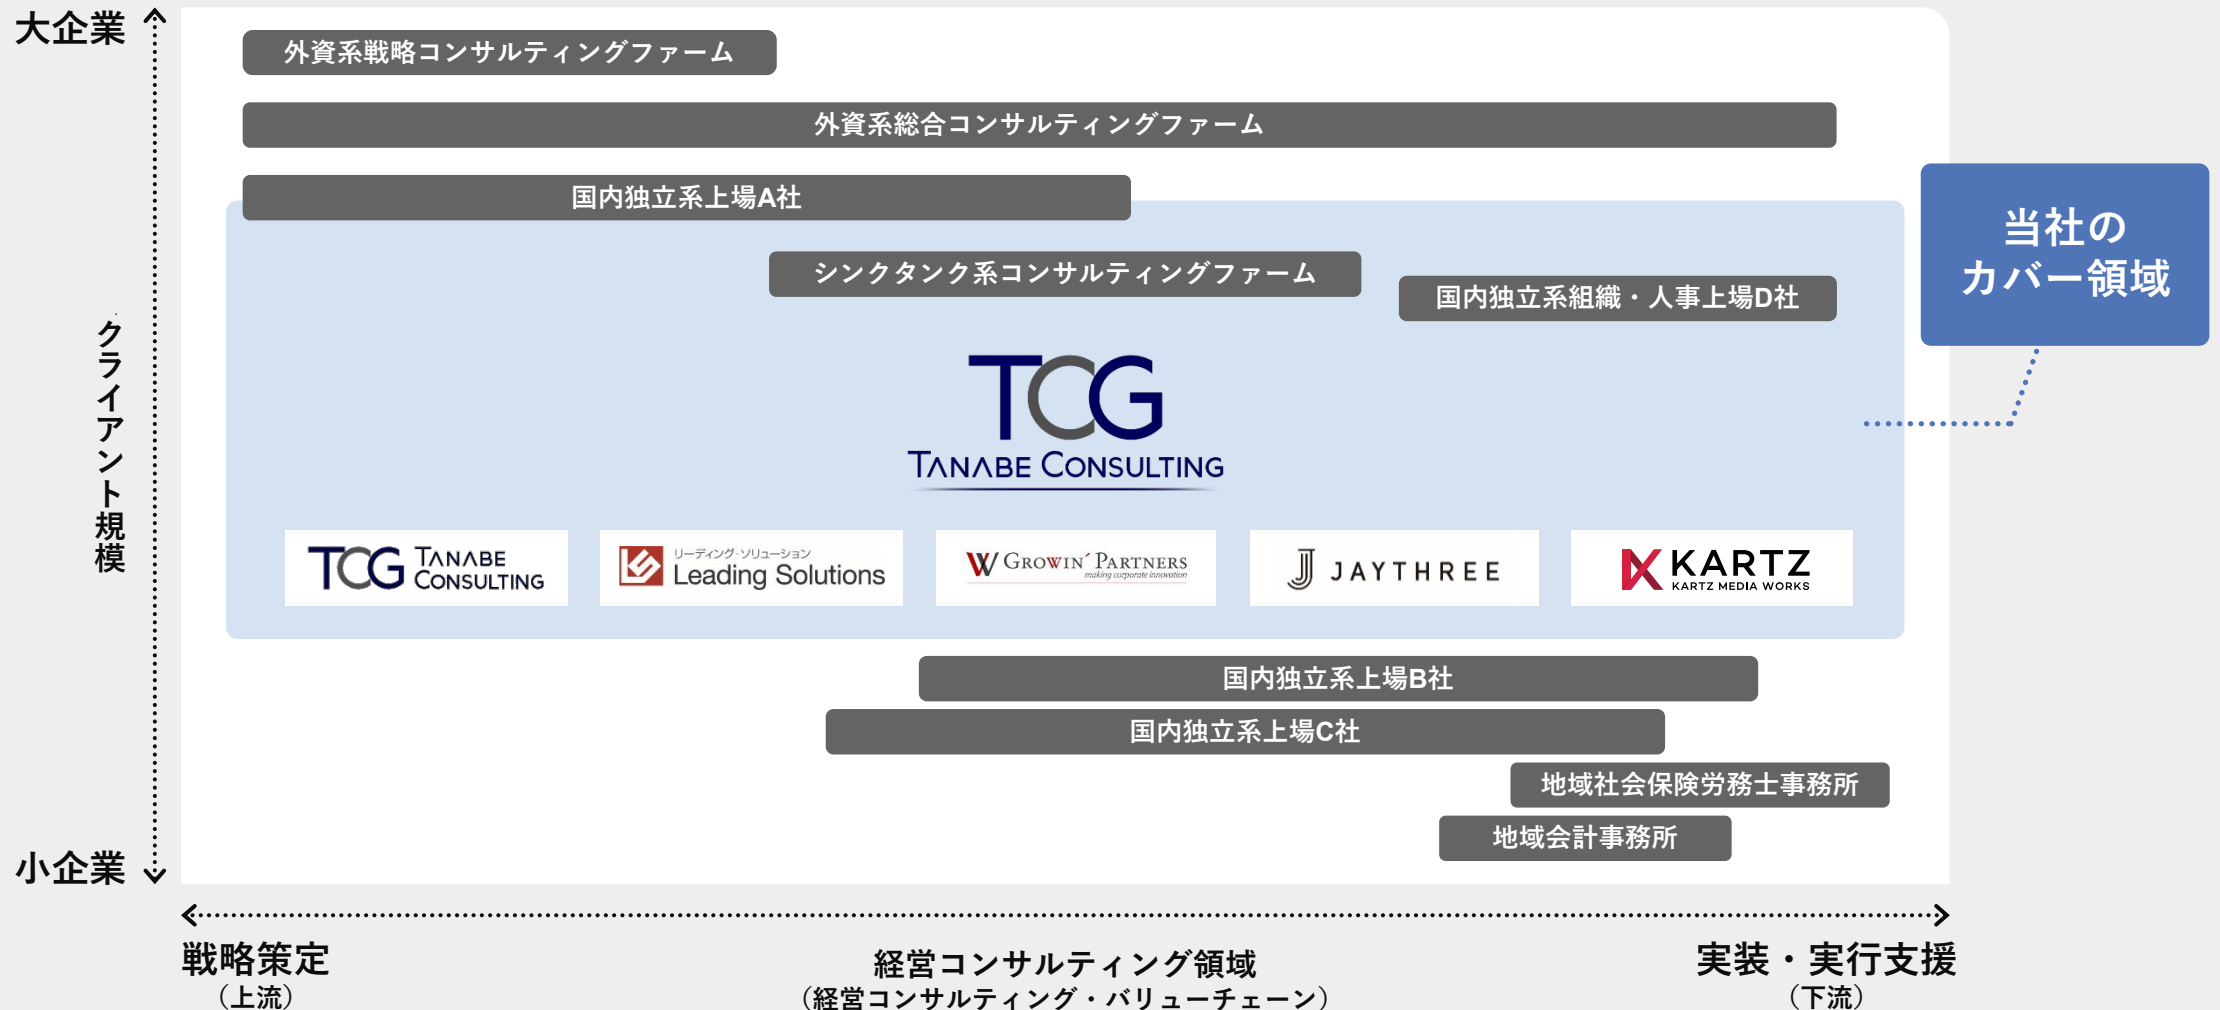 大企業
外資系戦略コンサルティングファーム
外資系総合コンサルティングファーム
国内独立系上場A社
当社の
カバー領域
シンクタンク系コンサルティングファーム
国内独立系組織・人事上場D社
クライアント規模
TCG
TANABE CONSULTING
TCG TANABE
CONSULTING
リーディング・ソリューション
Leading Solutions
GROWIN´ PARTNERS
making corporate innovation
JAYTHREE
KARTZ
KARTZ MEDIA WORKS
国内独立系上場B社
国内独立系上場C社
地域社会保険労務士事務所
地域会計事務所
小企業
戦略策定
（上流）
経営コンサルティング領域
（経営コンサルティング・バリューチェーン）
実装・実行支援
（下流）